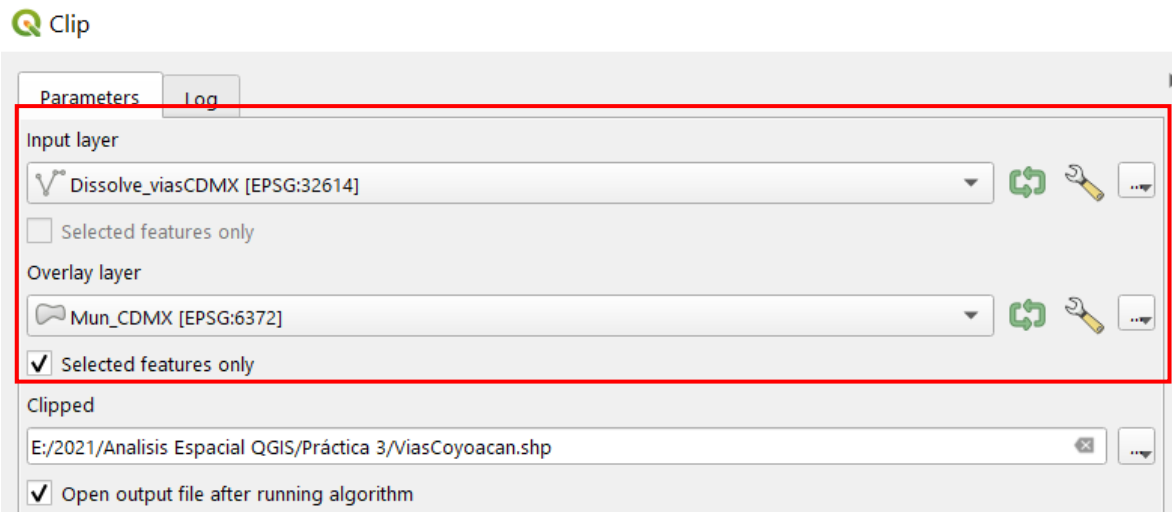 Clip
Parameters Log
Input layer
Dissolve_viasCDMX [EPSG:32614]
...
Selected features only
Overlay layer
Mun_CDMX [EPSG:6372]
...
Selected features only
Clipped
E:/2021/Analisis Espacial QGIS/Práctica 3/ViasCoyoacan.shp
...
Open output file after running algorithm